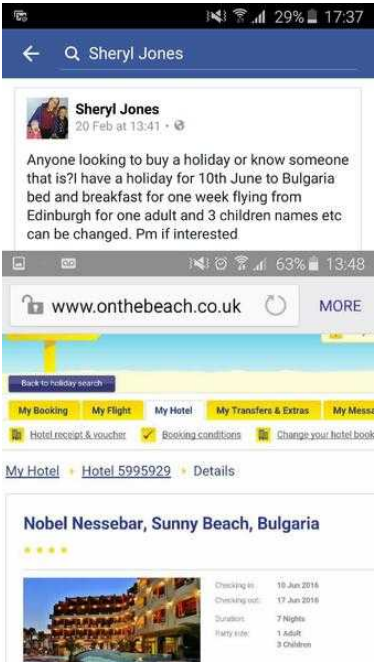 29% 17:37
Sheryl Jones
Sheryl Jones
20 Feb at 13:41
Anyone looking to buy a holiday or know someone
that is?I have a holiday for 10th June to Bulgaria
bed and breakfast for one week flying from
Edinburgh for one adult and 3 children names etc
can be changed. Pm if interested
63% 13:48
www.onthebeach.co.uk MORE
Back to holiday search
My Booking My Flight My Hotel My Transfers & Extras My Messa
Hotel receipt & voucher Booking conditions Change your hotel book
My Hotel Hotel 5995929 Details
Nobel Nessebar, Sunny Beach, Bulgaria
Checking in: 10 Jun 2016
Checking out: 17 Jun 2016
Duration: 7 Nights
Party size: 1 Adult
3 Children